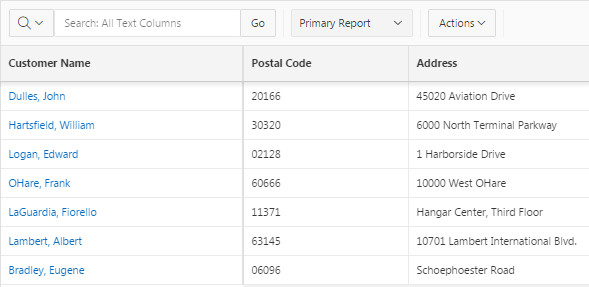 Search: All Text Columns Go Primary Report Actions
Customer Name Postal Code Address
Dulles, John 20166 45020 Aviation Drive
Hartsfield, William 30320 6000 North Terminal Parkway
Logan, Edward 02128 1 Harborside Drive
OHare, Frank 60666 10000 West OHare
LaGuardia, Fiorello 11371 Hangar Center, Third Floor
Lambert, Albert 63145 10701 Lambert International Blvd.
Bradley, Eugene 06096 Schoephoester Road